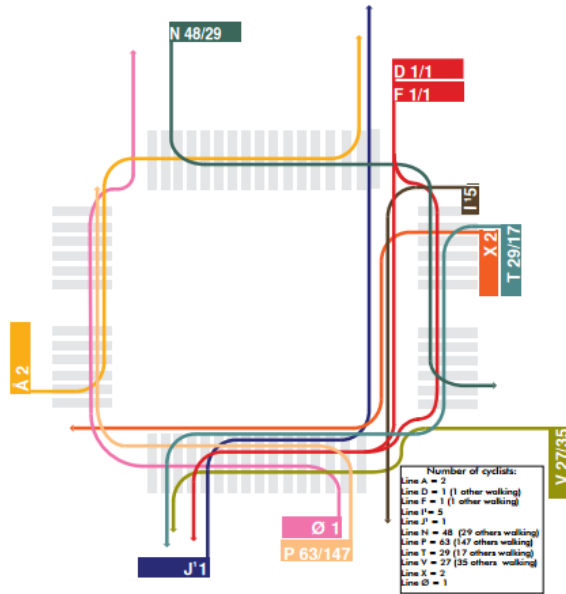 N 48/29
D 1/1
F 1/1
I '5
X 2
T 29/17
A 2
V 27/35
Ø 1
P 63/147
J'1
Number of cyclists:
Line A = 2
Line D = 1 (1 other walking)
Line F = 1 (1 other walking)
Line I'= 5
Line J' = 1
Line N = 48 (29 others walking)
Line P = 63 (147 others walking)
Line T = 29 (17 others walking)
Line V = 27 (35 others walking)
Line X = 2
Line Ø = 1